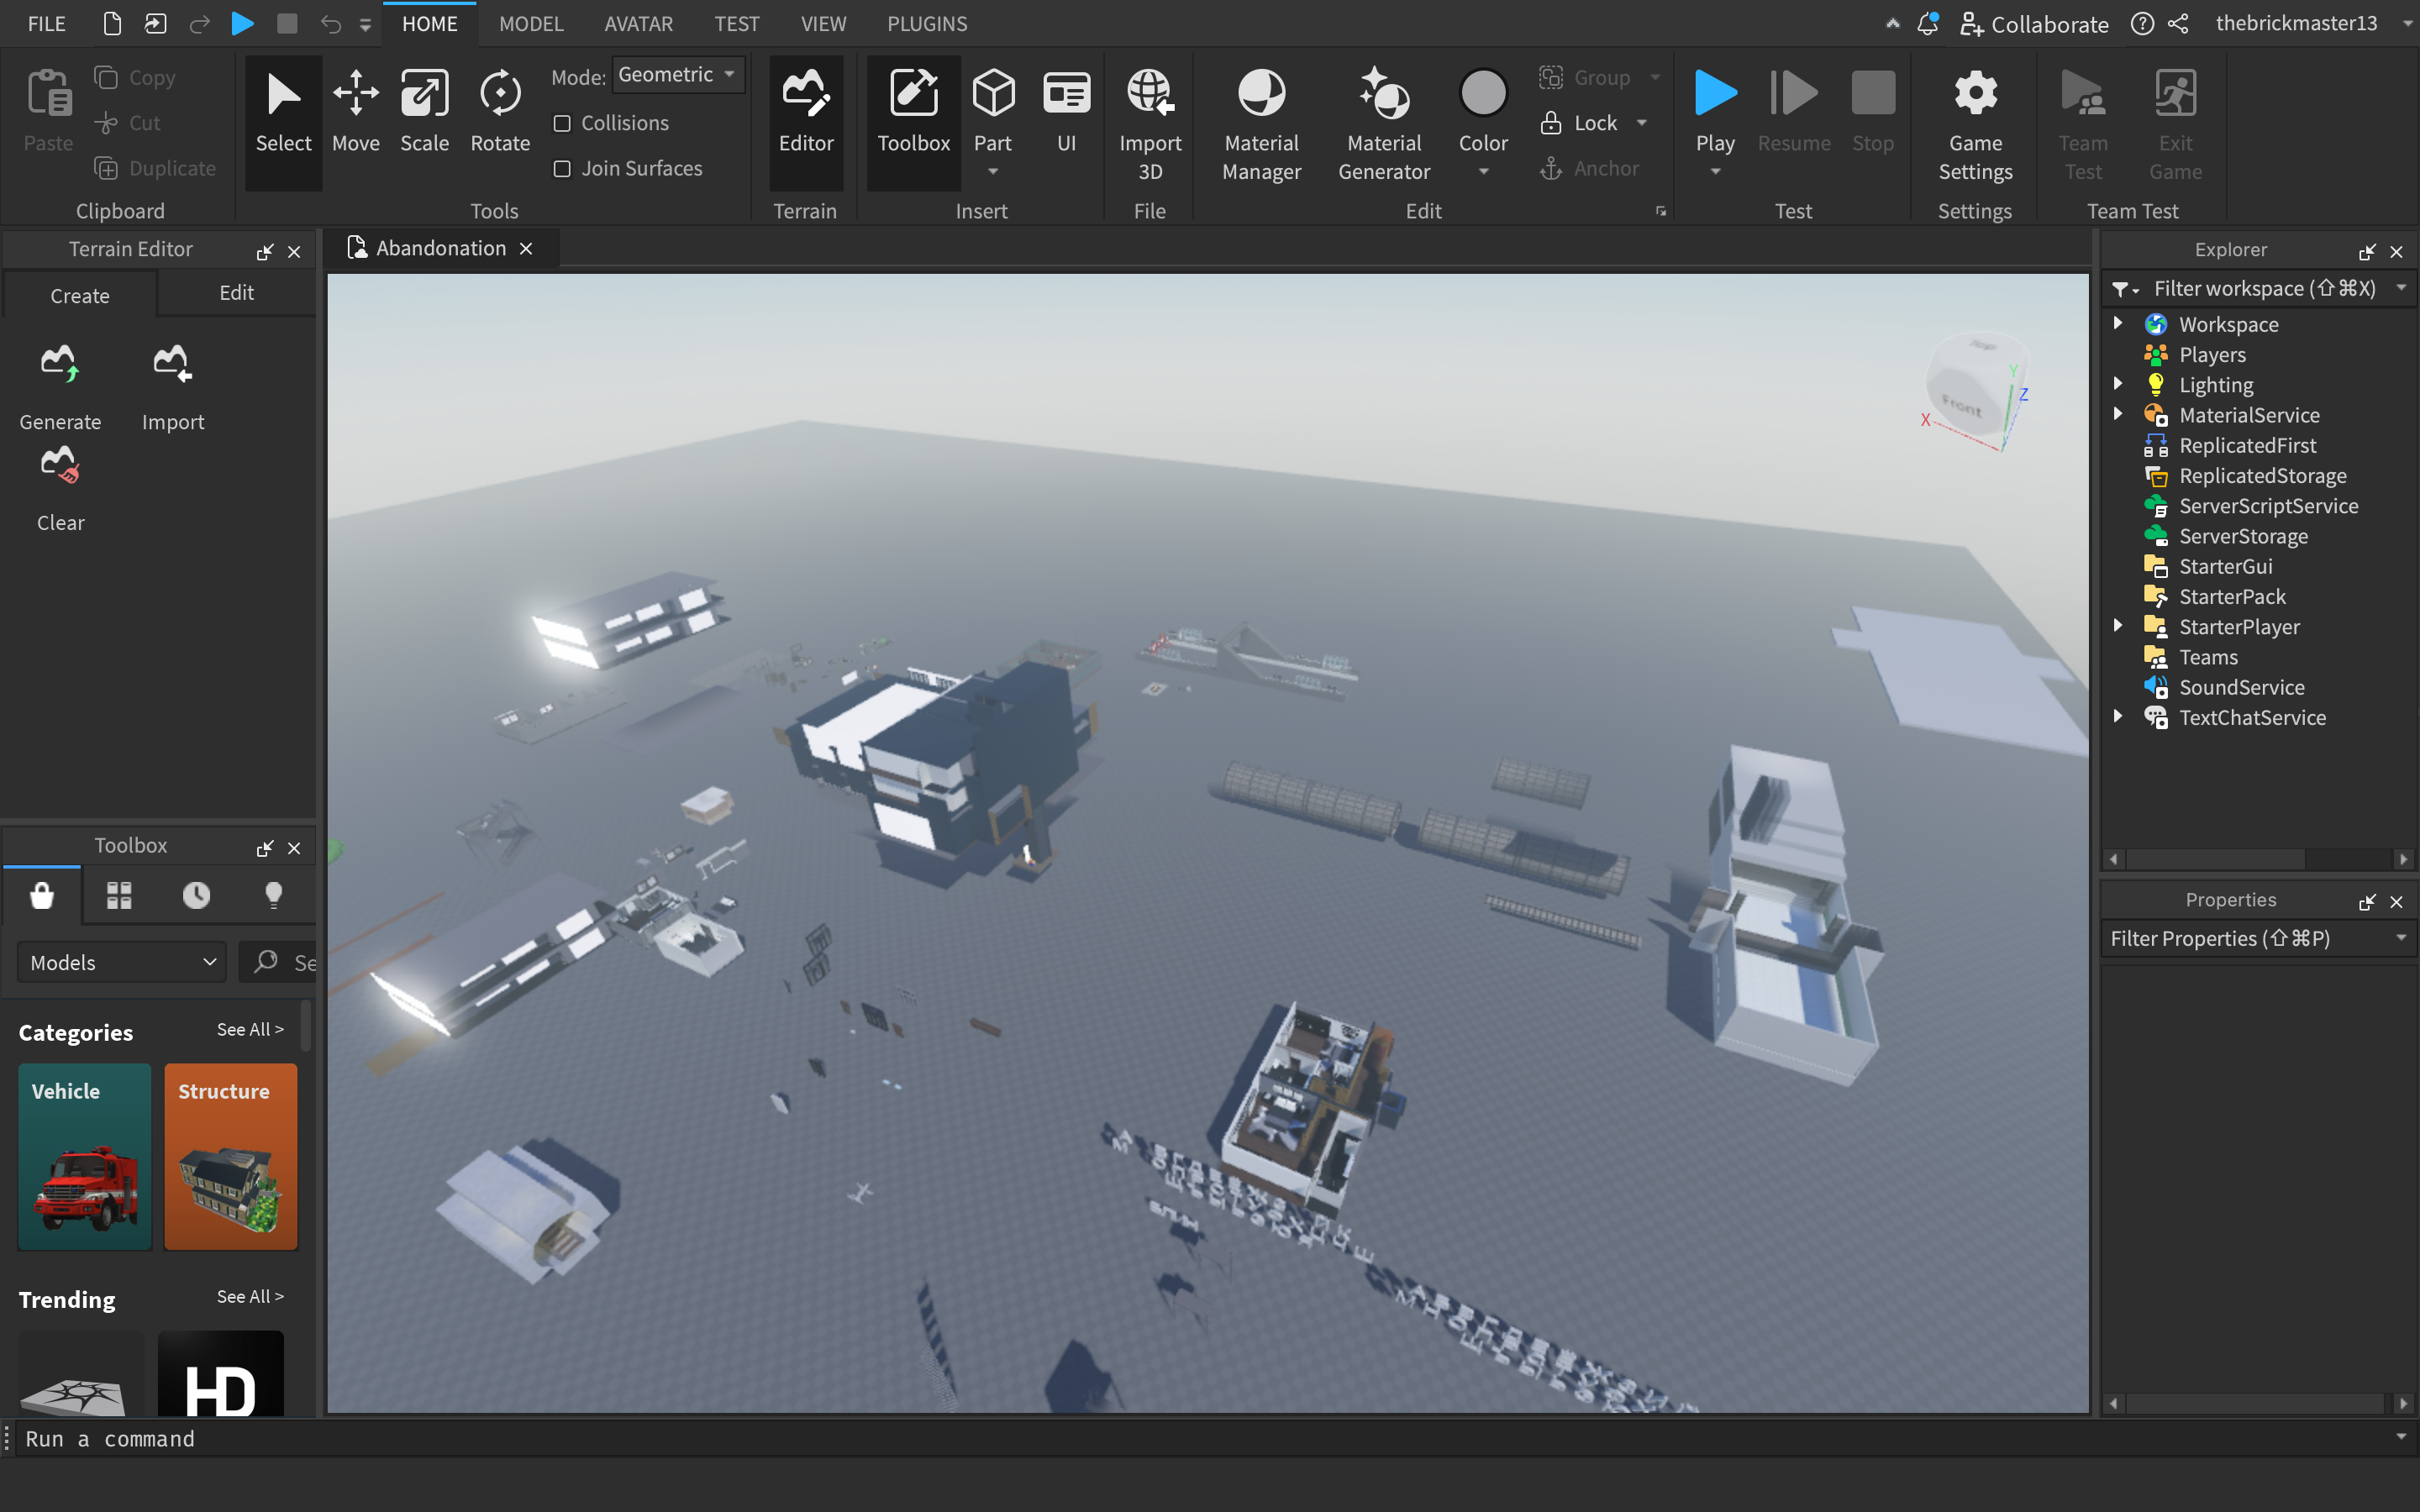 FILE
HOME
MODEL
AVATAR
TEST
VIEW
PLUGINS
Collaborate
thebrickmaster13
Paste
Copy
Cut
Duplicate
Clipboard
Select
Move
Scale
Rotate
Mode: Geometric
Collisions
Join Surfaces
Tools
Editor
Terrain
Toolbox
Part
UI
Insert
Import
3D
File
Material
Manager
Material
Generator
Color
Group
Lock
Anchor
Edit
Play
Resume
Stop
Test
Game
Settings
Settings
Team
Test
Exit
Game
Team Test
Terrain Editor
Create
Edit
Generate
Import
Clear
Toolbox
Models
Se
Categories
See All >
Vehicle
Structure
Trending
See All >
HD
Abandonation
Top
Front
X
Y
Z
Explorer
Filter workspace (⇧⌘X)
Workspace
Players
Lighting
MaterialService
ReplicatedFirst
ReplicatedStorage
ServerScriptService
ServerStorage
StarterGui
StarterPack
StarterPlayer
Teams
SoundService
TextChatService
Properties
Filter Properties (⇧⌘P)
Run a command